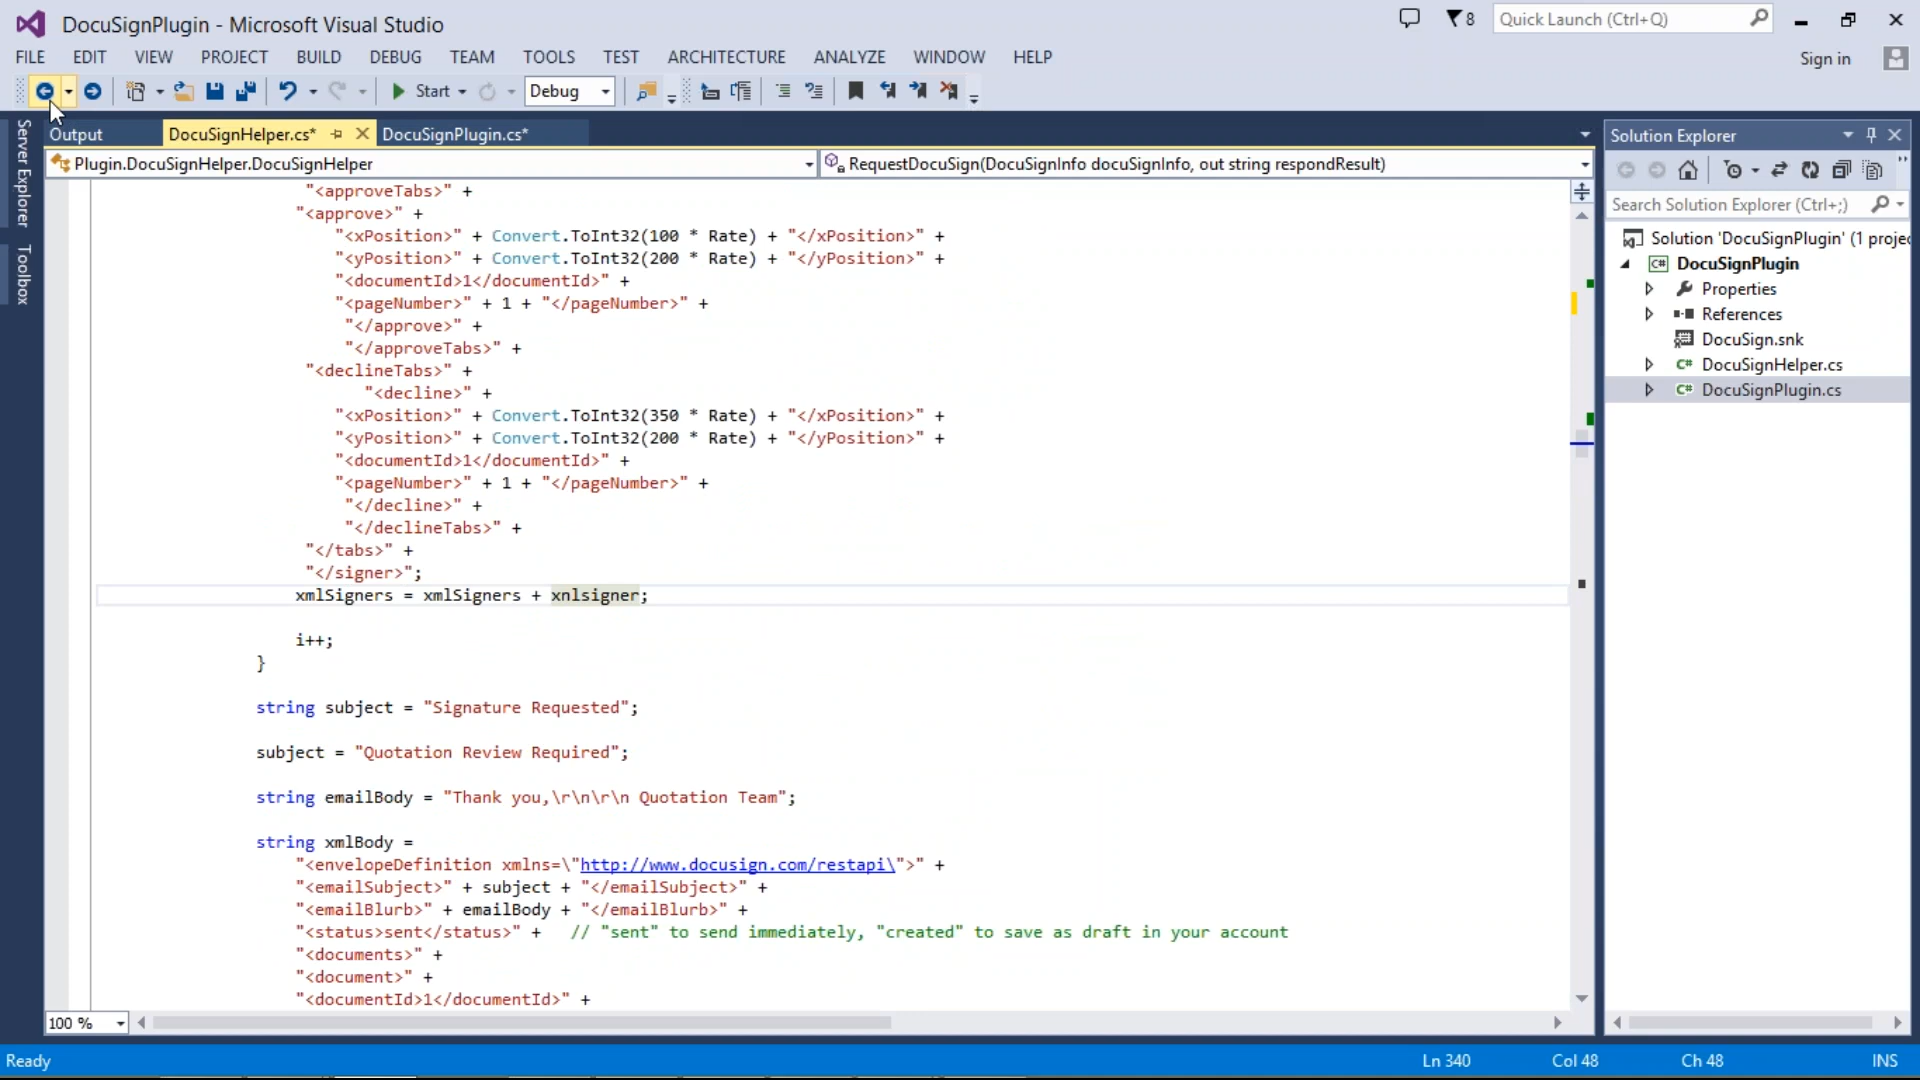 DocuSignPlugin - Microsoft Visual Studio
8
Quick Launch (Ctrl+Q)
FILE EDIT VIEW PROJECT BUILD DEBUG TEAM TOOLS TEST ARCHITECTURE ANALYZE WINDOW HELP
Sign in
Start
Debug
Server Explorer
Toolbox
Output
DocuSignHelper.cs*
DocuSignPlugin.cs*
Plugin.DocuSignHelper.DocuSignHelper
RequestDocuSign(DocuSignInfo docuSignInfo, out string respondResult)
"<approveTabs>" +
"<approve>" +
"<xPosition>" + Convert.ToInt32(100 * Rate) + "</xPosition>" +
"<yPosition>" + Convert.ToInt32(200 * Rate) + "</yPosition>" +
"<documentId>1</documentId>" +
"<pageNumber>" + 1 + "</pageNumber>" +
"</approve>" +
"</approveTabs>" +
"<declineTabs>" +
"<decline>" +
"<xPosition>" + Convert.ToInt32(350 * Rate) + "</xPosition>" +
"<yPosition>" + Convert.ToInt32(200 * Rate) + "</yPosition>" +
"<documentId>1</documentId>" +
"<pageNumber>" + 1 + "</pageNumber>" +
"</decline>" +
"</declineTabs>" +
"</tabs>" +
"</signer>";
xmlSigners = xmlSigners + xnlsigner;
i++;
}
string subject = "Signature Requested";
subject = "Quotation Review Required";
string emailBody = "Thank you,\r\n\r\n Quotation Team";
string xmlBody =
"<envelopeDefinition xmlns=\"http://www.docusign.com/restapi\">" +
"<emailSubject>" + subject + "</emailSubject>" +
"<emailBlurb>" + emailBody + "</emailBlurb>" +
"<status>sent</status>" + // "sent" to send immediately, "created" to save as draft in your account
"<documents>" +
"<document>" +
"<documentId>1</documentId>" +
100 %
Solution Explorer
Search Solution Explorer (Ctrl+;)
Solution 'DocuSignPlugin' (1 projec
C# DocuSignPlugin
Properties
References
DocuSign.snk
C# DocuSignHelper.cs
C# DocuSignPlugin.cs
Ready
Ln 340
Col 48
Ch 48
INS